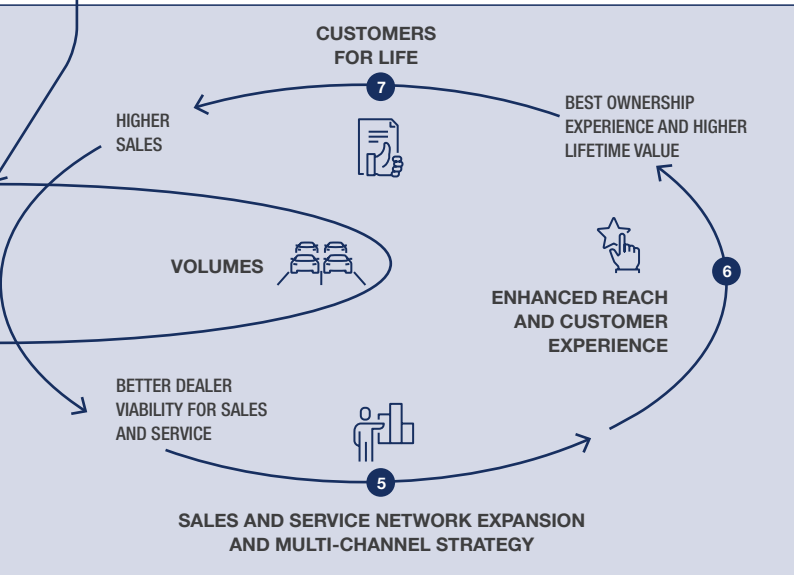 CUSTOMERS
FOR LIFE
7
HIGHER
SALES
BEST OWNERSHIP
EXPERIENCE AND HIGHER
LIFETIME VALUE
VOLUMES
6
ENHANCED REACH
AND CUSTOMER
EXPERIENCE
BETTER DEALER
VIABILITY FOR SALES
AND SERVICE
5
SALES AND SERVICE NETWORK EXPANSION
AND MULTI-CHANNEL STRATEGY